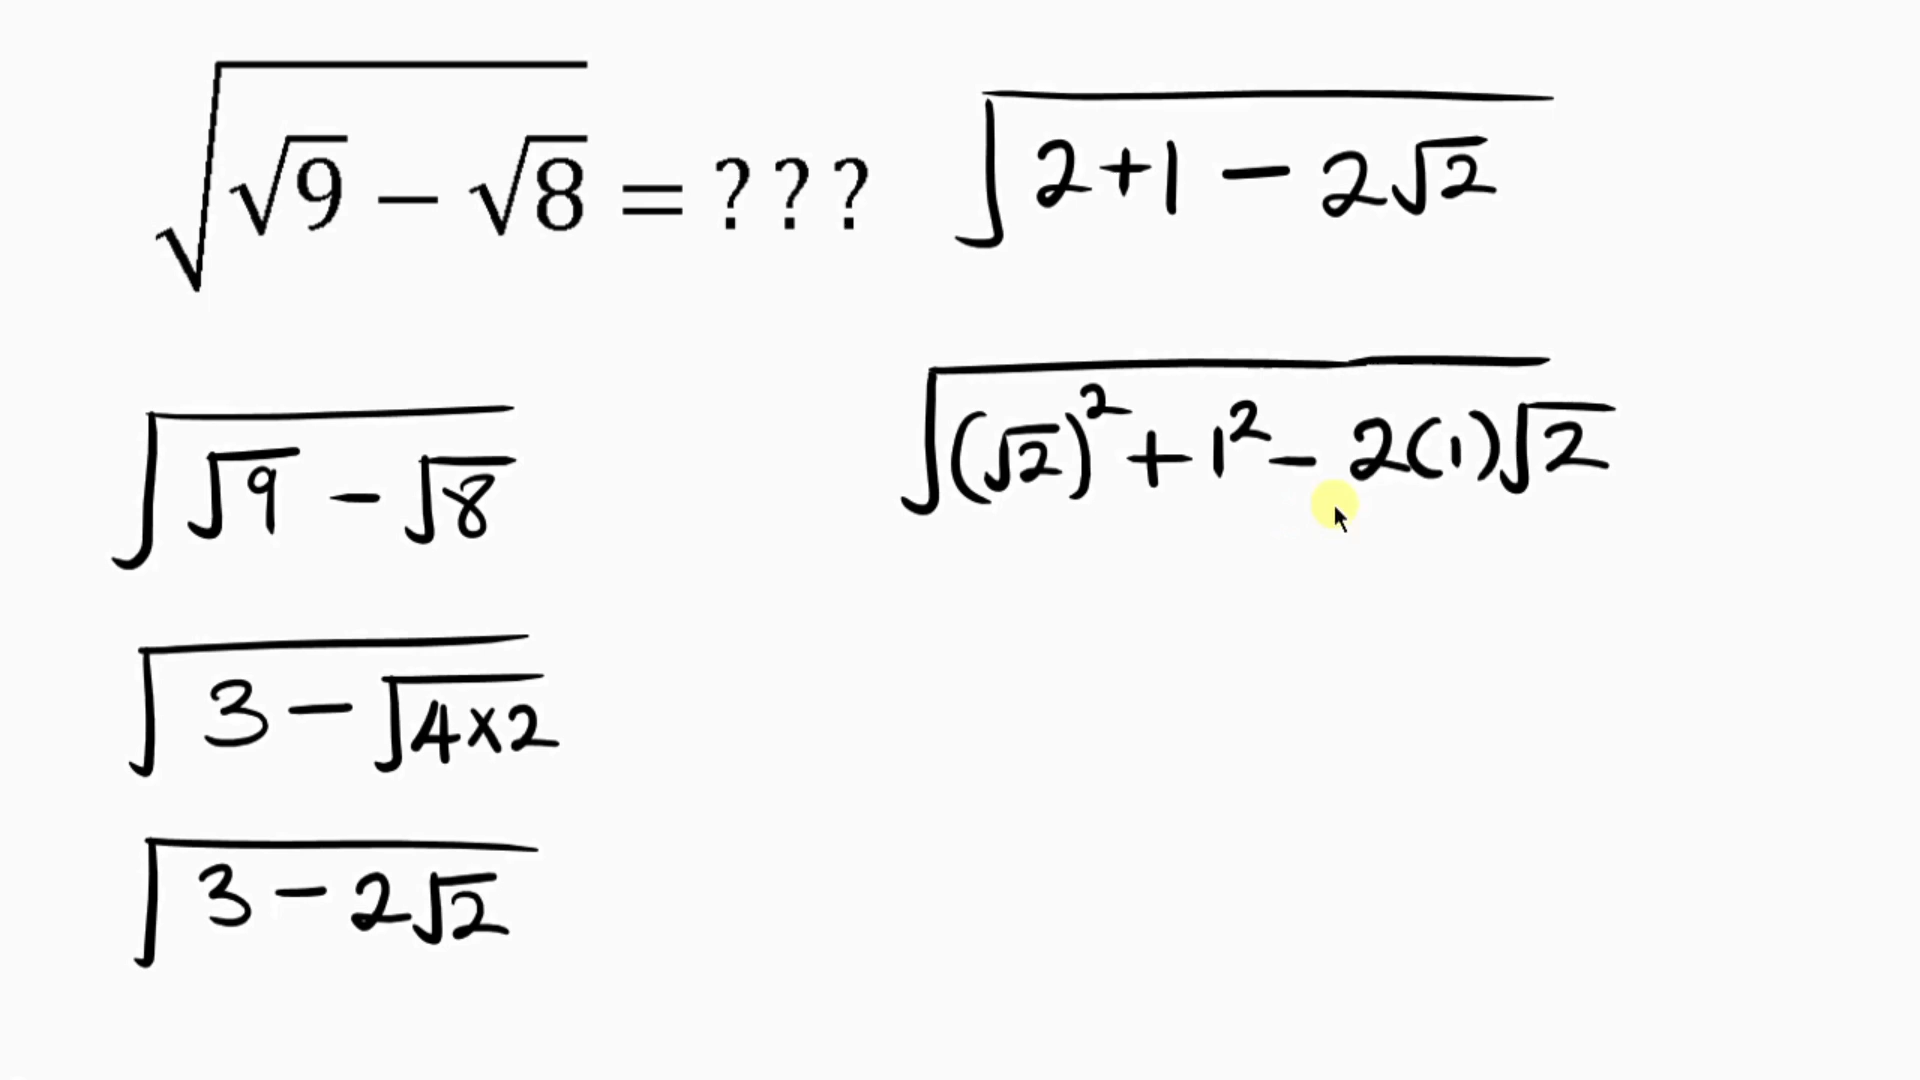 √(√9 − √8) = ???
√(√9 − √8)
√(3 − √(4×2))
√(3 − 2√2)
√(2+1 − 2√2)
√((√2)² + 1² − 2(1)√2)